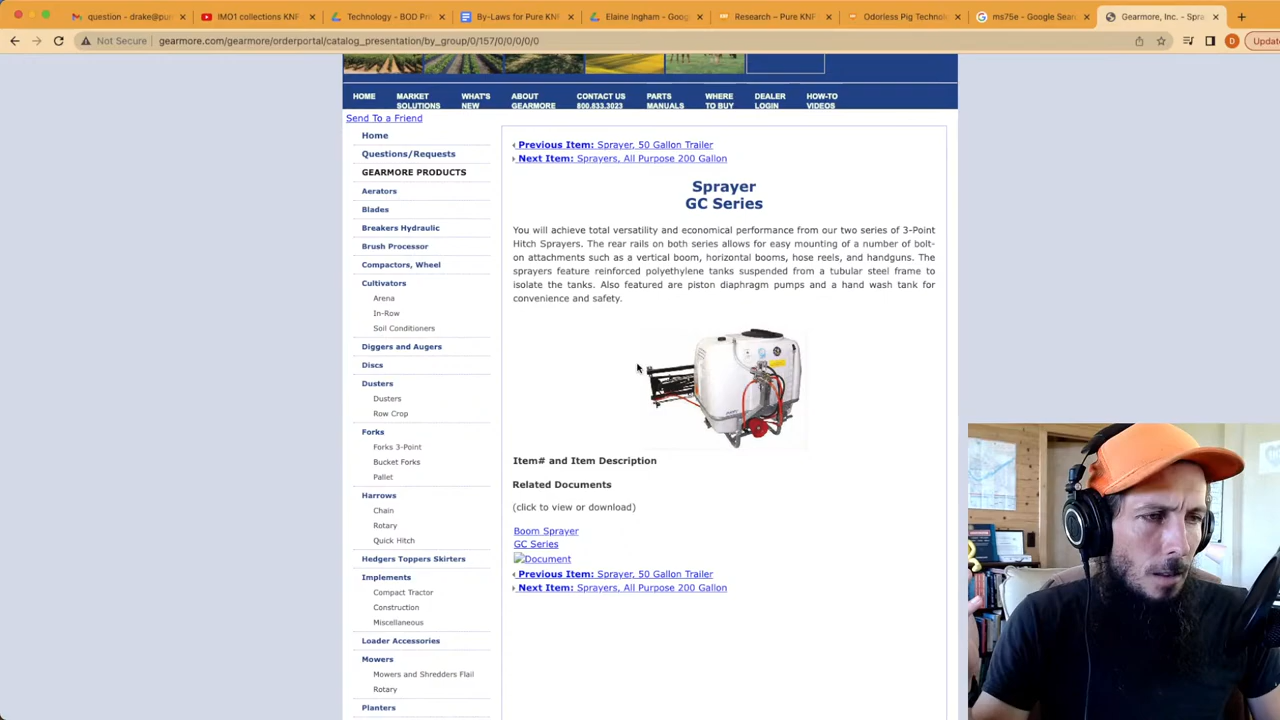 question - drake@pur
IMO1 collections KNF
Technology - BOD Pr
By-Laws for Pure KNF
Elaine Ingham - Goog
Research – Pure KNF
Odorless Pig Techno
ms75e - Google Sear
Gearmore, Inc. - Spra
Not Secure
gearmore.com/gearmore/orderportal/catalog_presentation/by_group/0/157/0/0/0/0/0
D
Updat
HOME
MARKET SOLUTIONS
WHAT'S NEW
ABOUT GEARMORE
CONTACT US 800.833.3023
PARTS MANUALS
WHERE TO BUY
DEALER LOGIN
HOW-TO VIDEOS
Send To a Friend
Home
Questions/Requests
GEARMORE PRODUCTS
Aerators
Blades
Breakers Hydraulic
Brush Processor
Compactors, Wheel
Cultivators
Arena
In-Row
Soil Conditioners
Diggers and Augers
Discs
Dusters
Dusters
Row Crop
Forks
Forks 3-Point
Bucket Forks
Pallet
Harrows
Chain
Rotary
Quick Hitch
Hedgers Toppers Skirters
Implements
Compact Tractor
Construction
Miscellaneous
Loader Accessories
Mowers
Mowers and Shredders Flail
Rotary
Planters
Previous Item: Sprayer, 50 Gallon Trailer
Next Item: Sprayers, All Purpose 200 Gallon
Sprayer
GC Series
You will achieve total versatility and economical performance from our two series of 3-Point
Hitch Sprayers. The rear rails on both series allows for easy mounting of a number of bolt-
on attachments such as a vertical boom, horizontal booms, hose reels, and handguns. The
sprayers feature reinforced polyethylene tanks suspended from a tubular steel frame to
isolate the tanks. Also featured are piston diaphragm pumps and a hand wash tank for
convenience and safety.
Item# and Item Description
Related Documents
(click to view or download)
Boom Sprayer
GC Series
Document
Previous Item: Sprayer, 50 Gallon Trailer
Next Item: Sprayers, All Purpose 200 Gallon